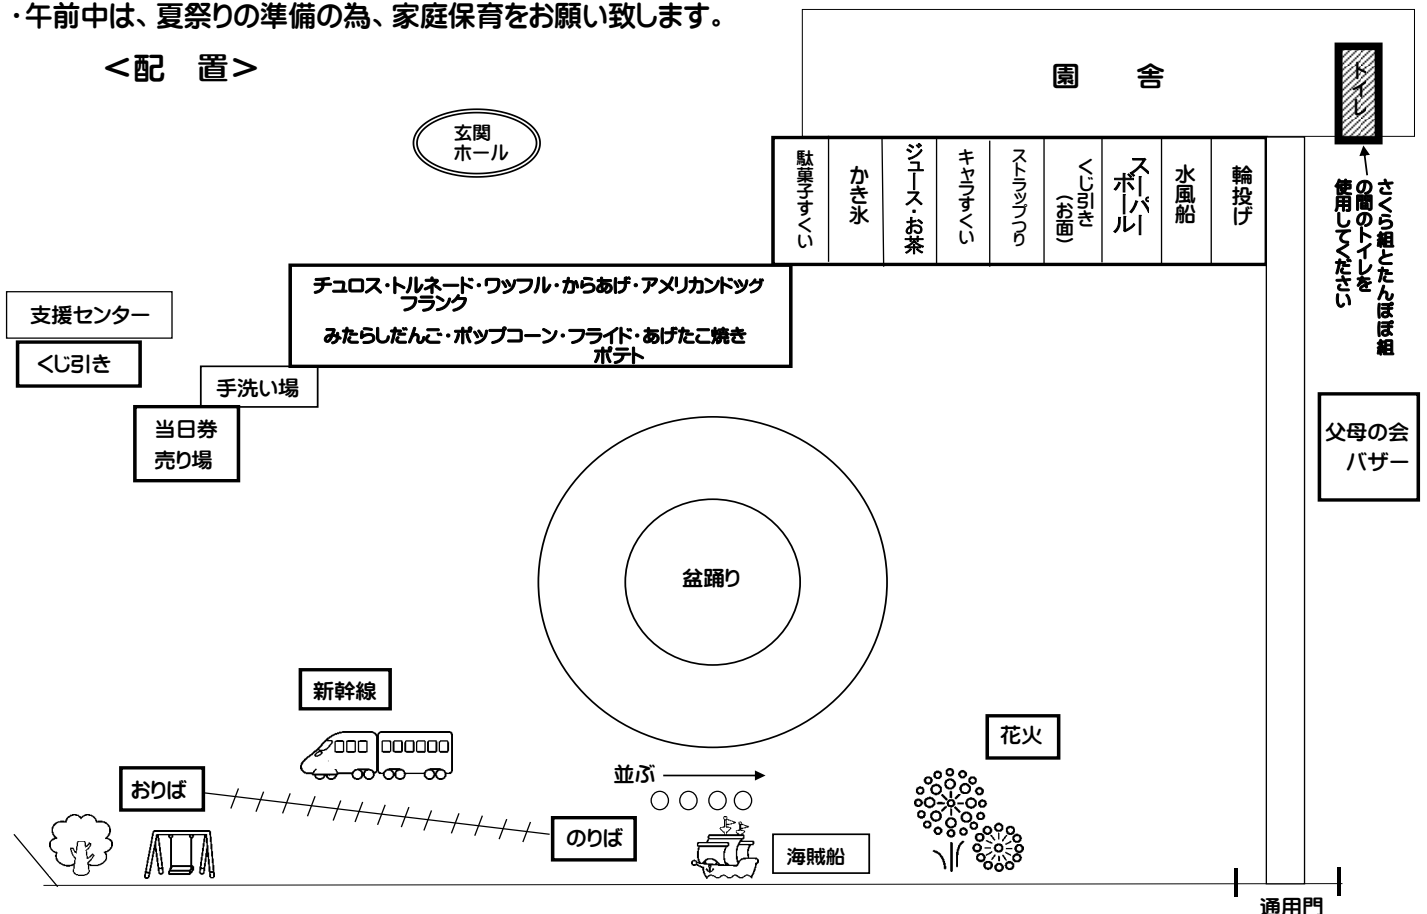 ・午前中は、夏祭りの準備の為、家庭保育をお願い致します。
＜配　置＞
園　舎
トイレ
玄関
ホール
駄菓子すくい
かき氷
ジュース・お茶
キャラすくい
ストラップつり
くじ引き
(お面)
スーパー
ボール
水風船
輪投げ
さくら組とたんぽぽ組
の間のトイレを
使用してください
チュロス・トルネード・ワッフル・からあげ・アメリカンドッグ
フランク
みたらしだんご・ポップコーン・フライド・あげたこ焼き
ポテト
支援センター
くじ引き
手洗い場
当日券
売り場
父母の会
バザー
盆踊り
新幹線
花火
並ぶ
おりば
のりば
海賊船
通用門